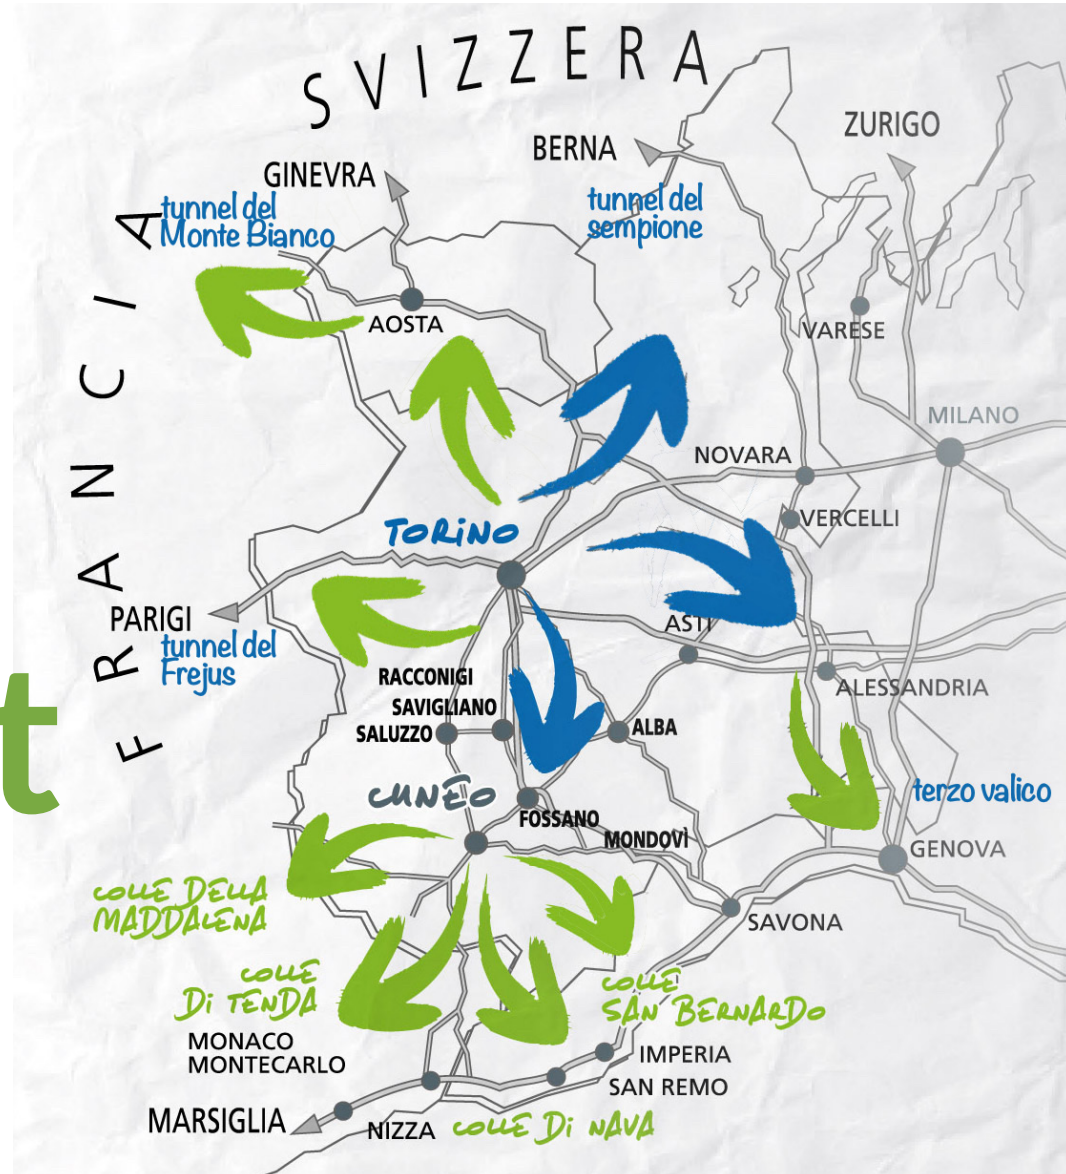 SVIZZERA
ZURIGO
BERNA
GINEVRA
tunnel del
sempione
tunnel del
Monte Bianco
FRANCIA
AOSTA
VARESE
MILANO
NOVARA
VERCELLI
TORINO
PARIGI
tunnel del
Frejus
ASTI
RACCONIGI
SAVIGLIANO
SALUZZO
ALBA
ALESSANDRIA
t
CUNEO
terzo valico
FOSSANO
MONDOVÌ
GENOVA
COLLE DELLA
MADDALENA
SAVONA
COLLE
Di TENDA
COLLE
SAN BERNARDO
MONACO
MONTECARLO
IMPERIA
SAN REMO
MARSIGLIA
NIZZA
COLLE Di NAVA